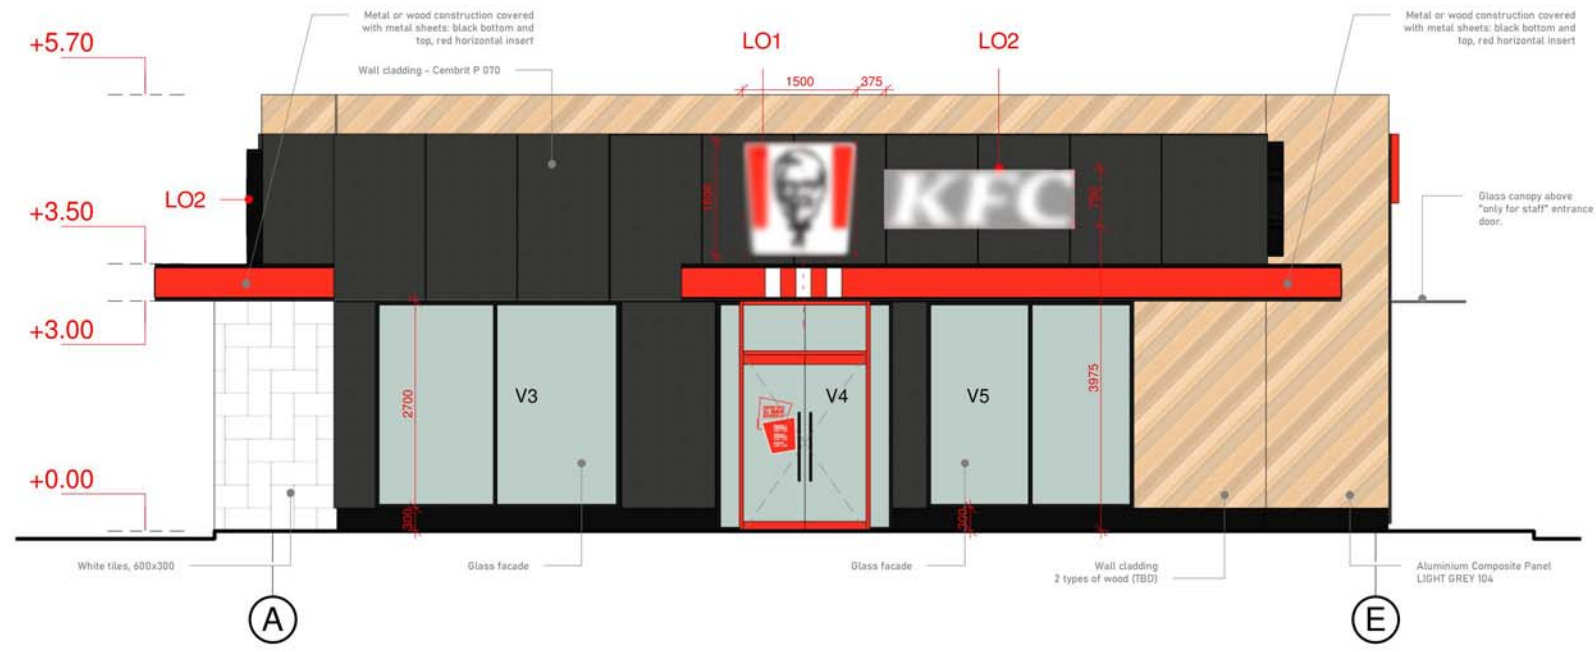 Metal or wood construction covered
with metal sheets: black bottom and
top, red horizontal insert
Metal or wood construction covered
with metal sheets: black bottom and
top, red horizontal insert
+5.70
LO1
LO2
Wall cladding - Cembrit P 070
1500
375
LO2
KFC
750
+3.50
Glass canopy above
"only for staff" entrance
door.
+3.00
2700
V3
V4
V5
3975
+0.00
300
300
White tiles, 600x300
Glass facade
Glass facade
Wall cladding
2 types of wood (TBD)
Aluminium Composite Panel
LIGHT GREY 104
A
E